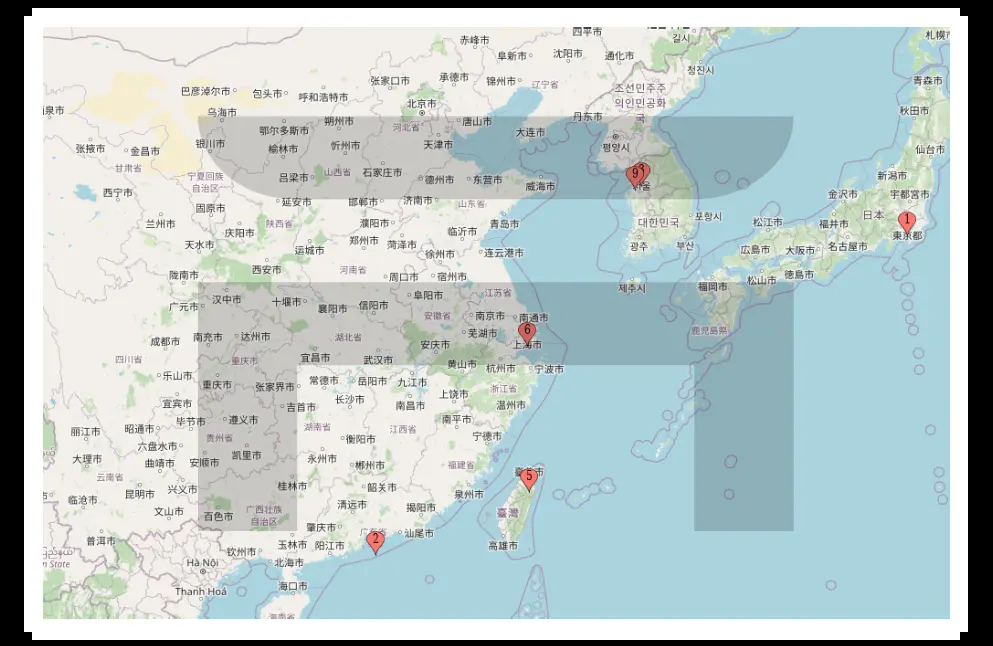 赤峰市
四平市
길시
札幌市
阜新市
沈阳市
通化市
청진시
张家口市
承德市
锦州市
辽宁省
조선민주주
의인민공화
국
青森市
巴彦淖尔市
包头市
呼和浩特市
北京市
秋田市
乌海市
朔州市
唐山市
丹东市
鄂尔多斯市
河北省
大连市
평양시
银川市
榆林市
忻州市
天津市
仙台市
张掖市
金昌市
甘肃省
宁夏回族
自治区
吕梁市
山西省
石家庄市
德州市
东营市
威海市
9
3
新潟市
西宁市
延安市
邯郸市
济南市
山东省
金沢市
宇都宮市
固原市
陕西省
濮阳市
青岛市
대한민국
포항시
松江市
福井市
日本
1
兰州市
庆阳市
临沂市
東京都
天水市
运城市
郑州市
菏泽市
徐州市
连云港市
광주
부산
広島市
大阪市
名古屋市
陇南市
西安市
河南省
周口市
宿州市
제주시
福岡市
松山市
徳島市
汉中市
十堰市
襄阳市
信阳市
阜阳市
江苏省
广元市
安徽省
南京市
南通市
成都市
南充市
达州市
湖北省
安庆市
芜湖市
6
上海市
鹿児島県
四川省
重庆市
宜昌市
武汉市
黄山市
杭州市
宁波市
乐山市
重庆市
张家界市
常德市
岳阳市
九江市
上饶市
浙江省
宜宾市
吉首市
长沙市
南昌市
温州市
丽江市
昭通市
毕节市
遵义市
湖南省
江西省
南平市
六盘水市
贵州省
衡阳市
宁德市
大理市
曲靖市
安顺市
凯里市
永州市
郴州市
福建省
云南省
昆明市
兴义市
桂林市
韶关市
泉州市
5
临沧市
文山市
百色市
广西壮族
自治区
清远市
揭阳市
臺灣
肇庆市
广东省
汕尾市
普洱市
2
钦州市
玉林市
阳江市
高雄市
Hà Nội
北海市
Thanh Hoá
海口市
海南省